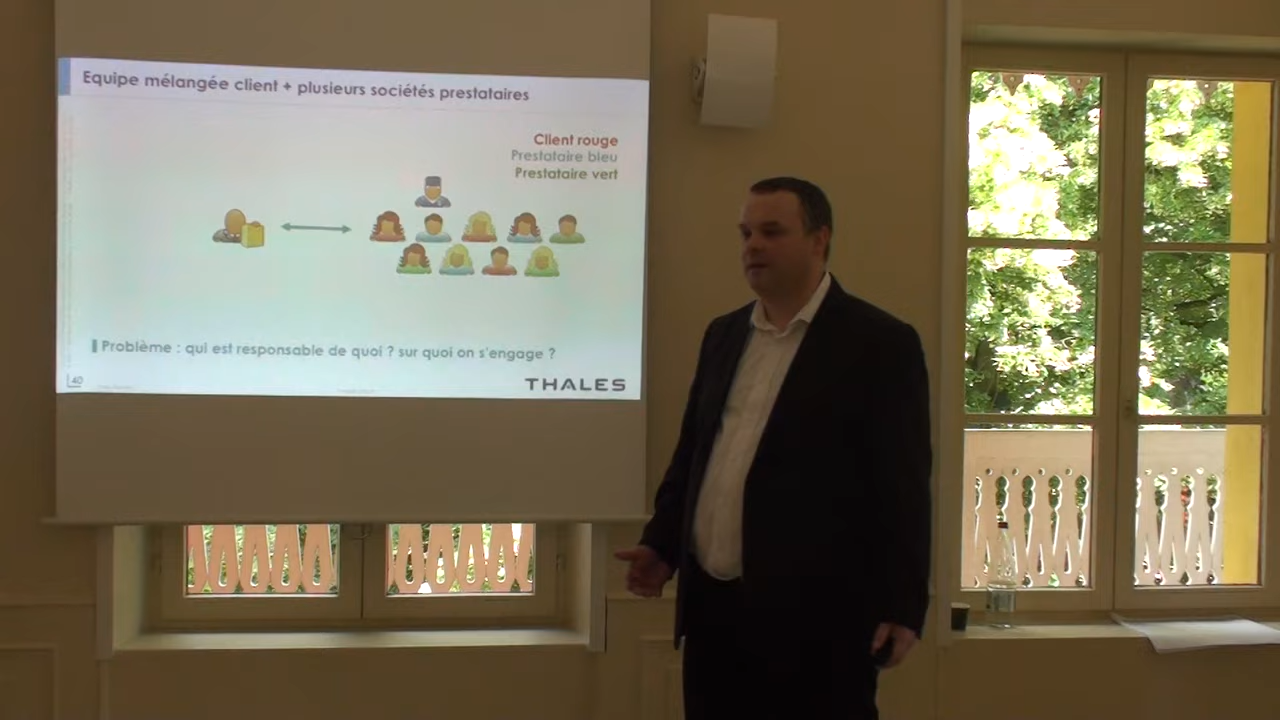 Equipe mélangée client + plusieurs sociétés prestataires
Client rouge
Prestataire bleu
Prestataire vert
Problème : qui est responsable de quoi ? sur quoi on s'engage ?
40
THALES